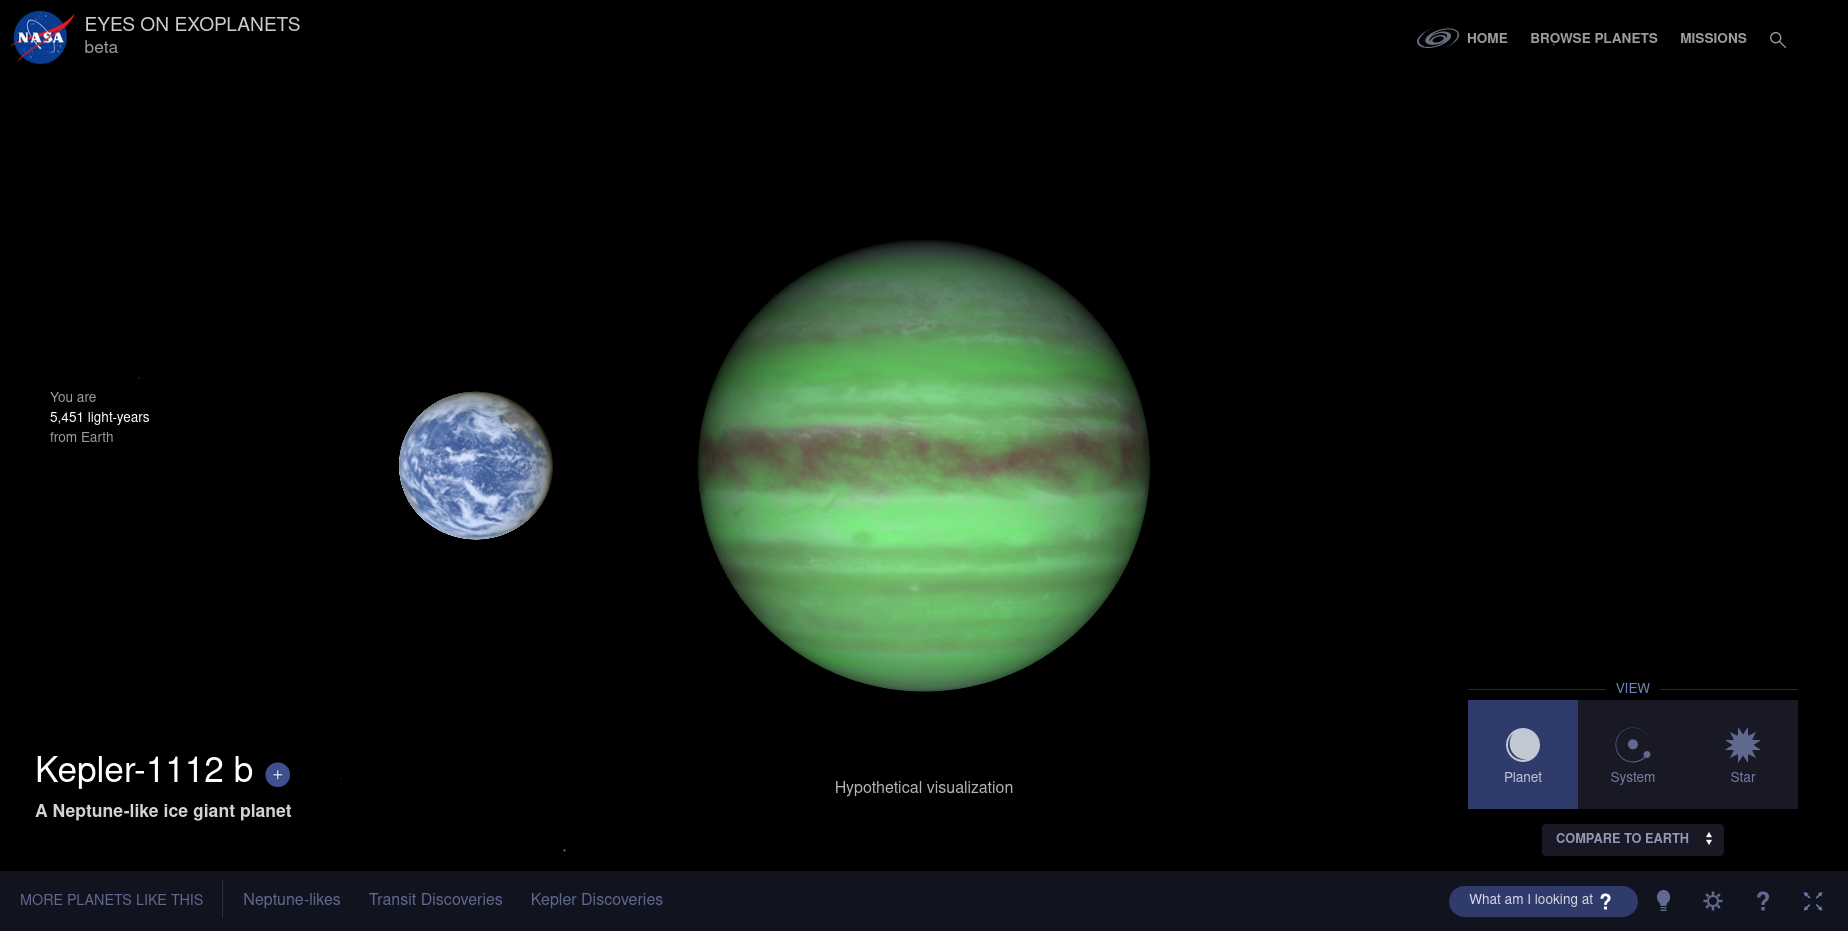 NASA
EYES ON EXOPLANETS
beta
HOME
BROWSE PLANETS
MISSIONS
You are
5,451 light-years
from Earth
Kepler-1112 b
+
A Neptune-like ice giant planet
Hypothetical visualization
VIEW
Planet
System
Star
COMPARE TO EARTH
MORE PLANETS LIKE THIS
Neptune-likes
Transit Discoveries
Kepler Discoveries
What am I looking at ?
?